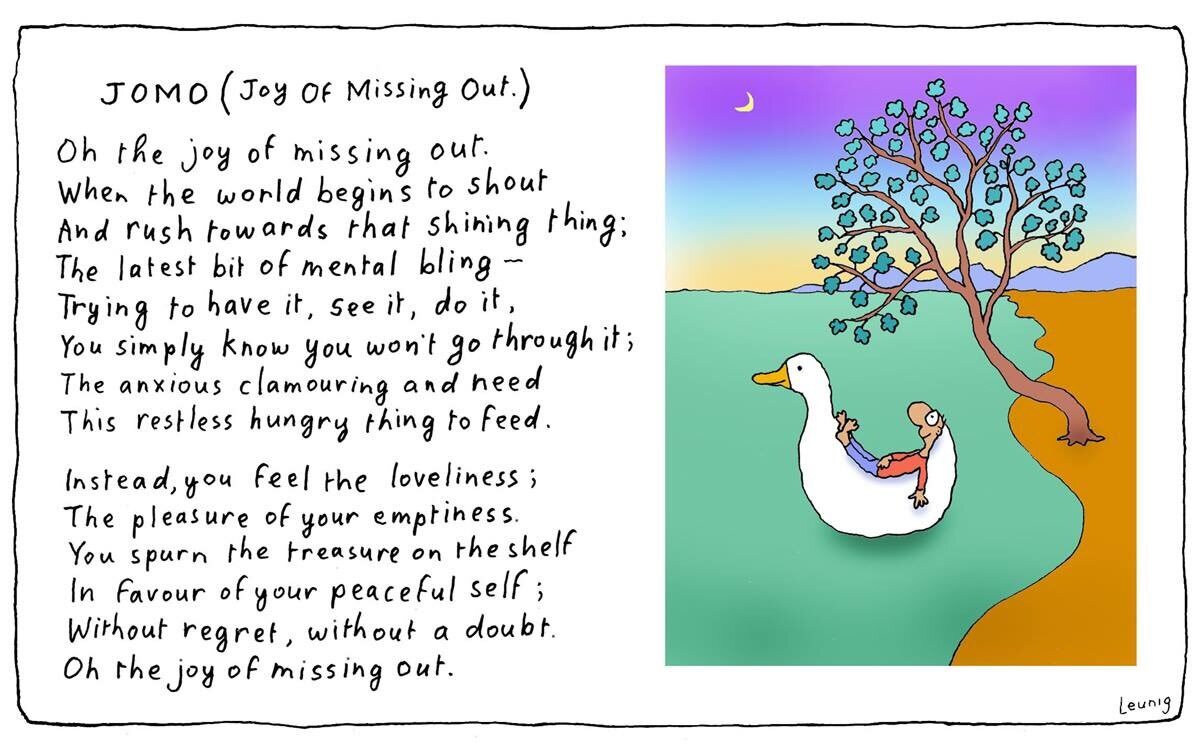 JOMO (Joy Of Missing Out.)
Oh the joy of missing out.
When the world begins to shout
And rush towards that shining thing;
The latest bit of mental bling –
Trying to have it, see it, do it,
You simply know you won't go through it;
The anxious clamouring and need
This restless hungry thing to feed.
Instead, you feel the loveliness;
The pleasure of your emptiness.
You spurn the treasure on the shelf
In favour of your peaceful self;
Without regret, without a doubt.
Oh the joy of missing out.
Leunig